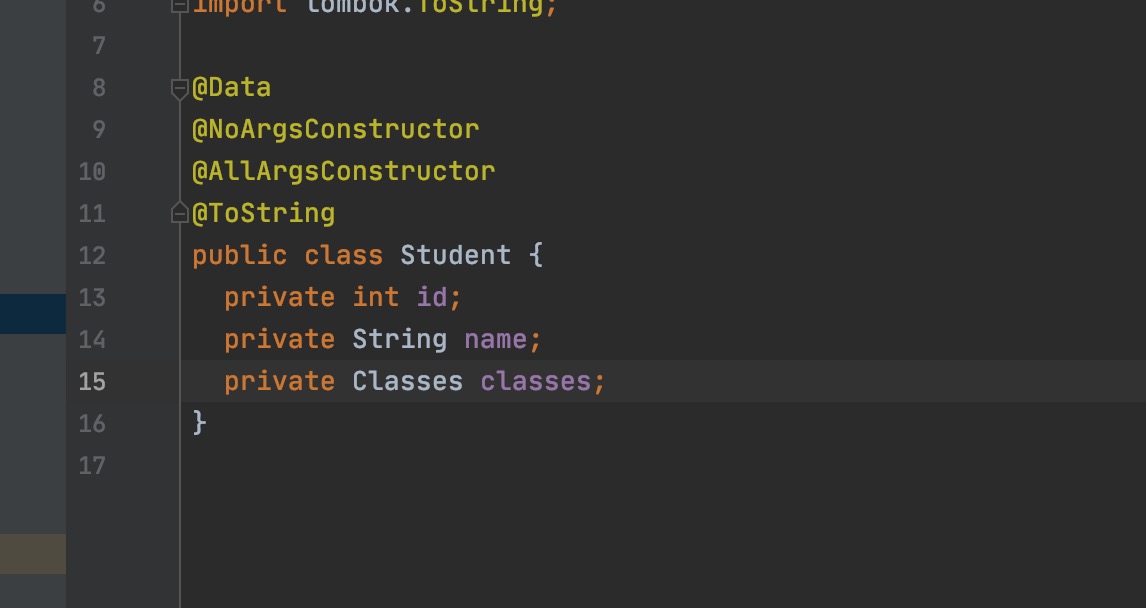 6 import lombok.ToString;
7
8 @Data
9 @NoArgsConstructor
10 @AllArgsConstructor
11 @ToString
12 public class Student {
13 private int id;
14 private String name;
15 private Classes classes;
16 }
17